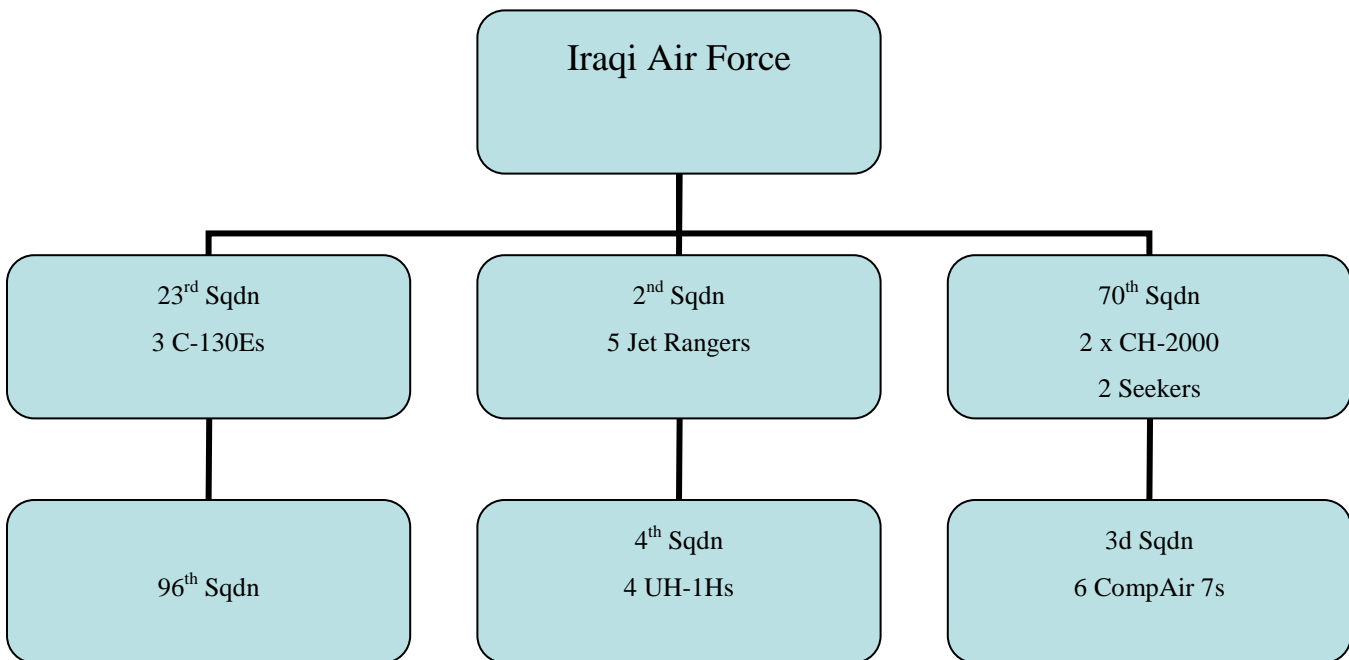 Iraqi Air Force
23rd Sqdn
3 C-130Es
2nd Sqdn
5 Jet Rangers
70th Sqdn
2 x CH-2000
2 Seekers
96th Sqdn
4th Sqdn
4 UH-1Hs
3d Sqdn
6 CompAir 7s